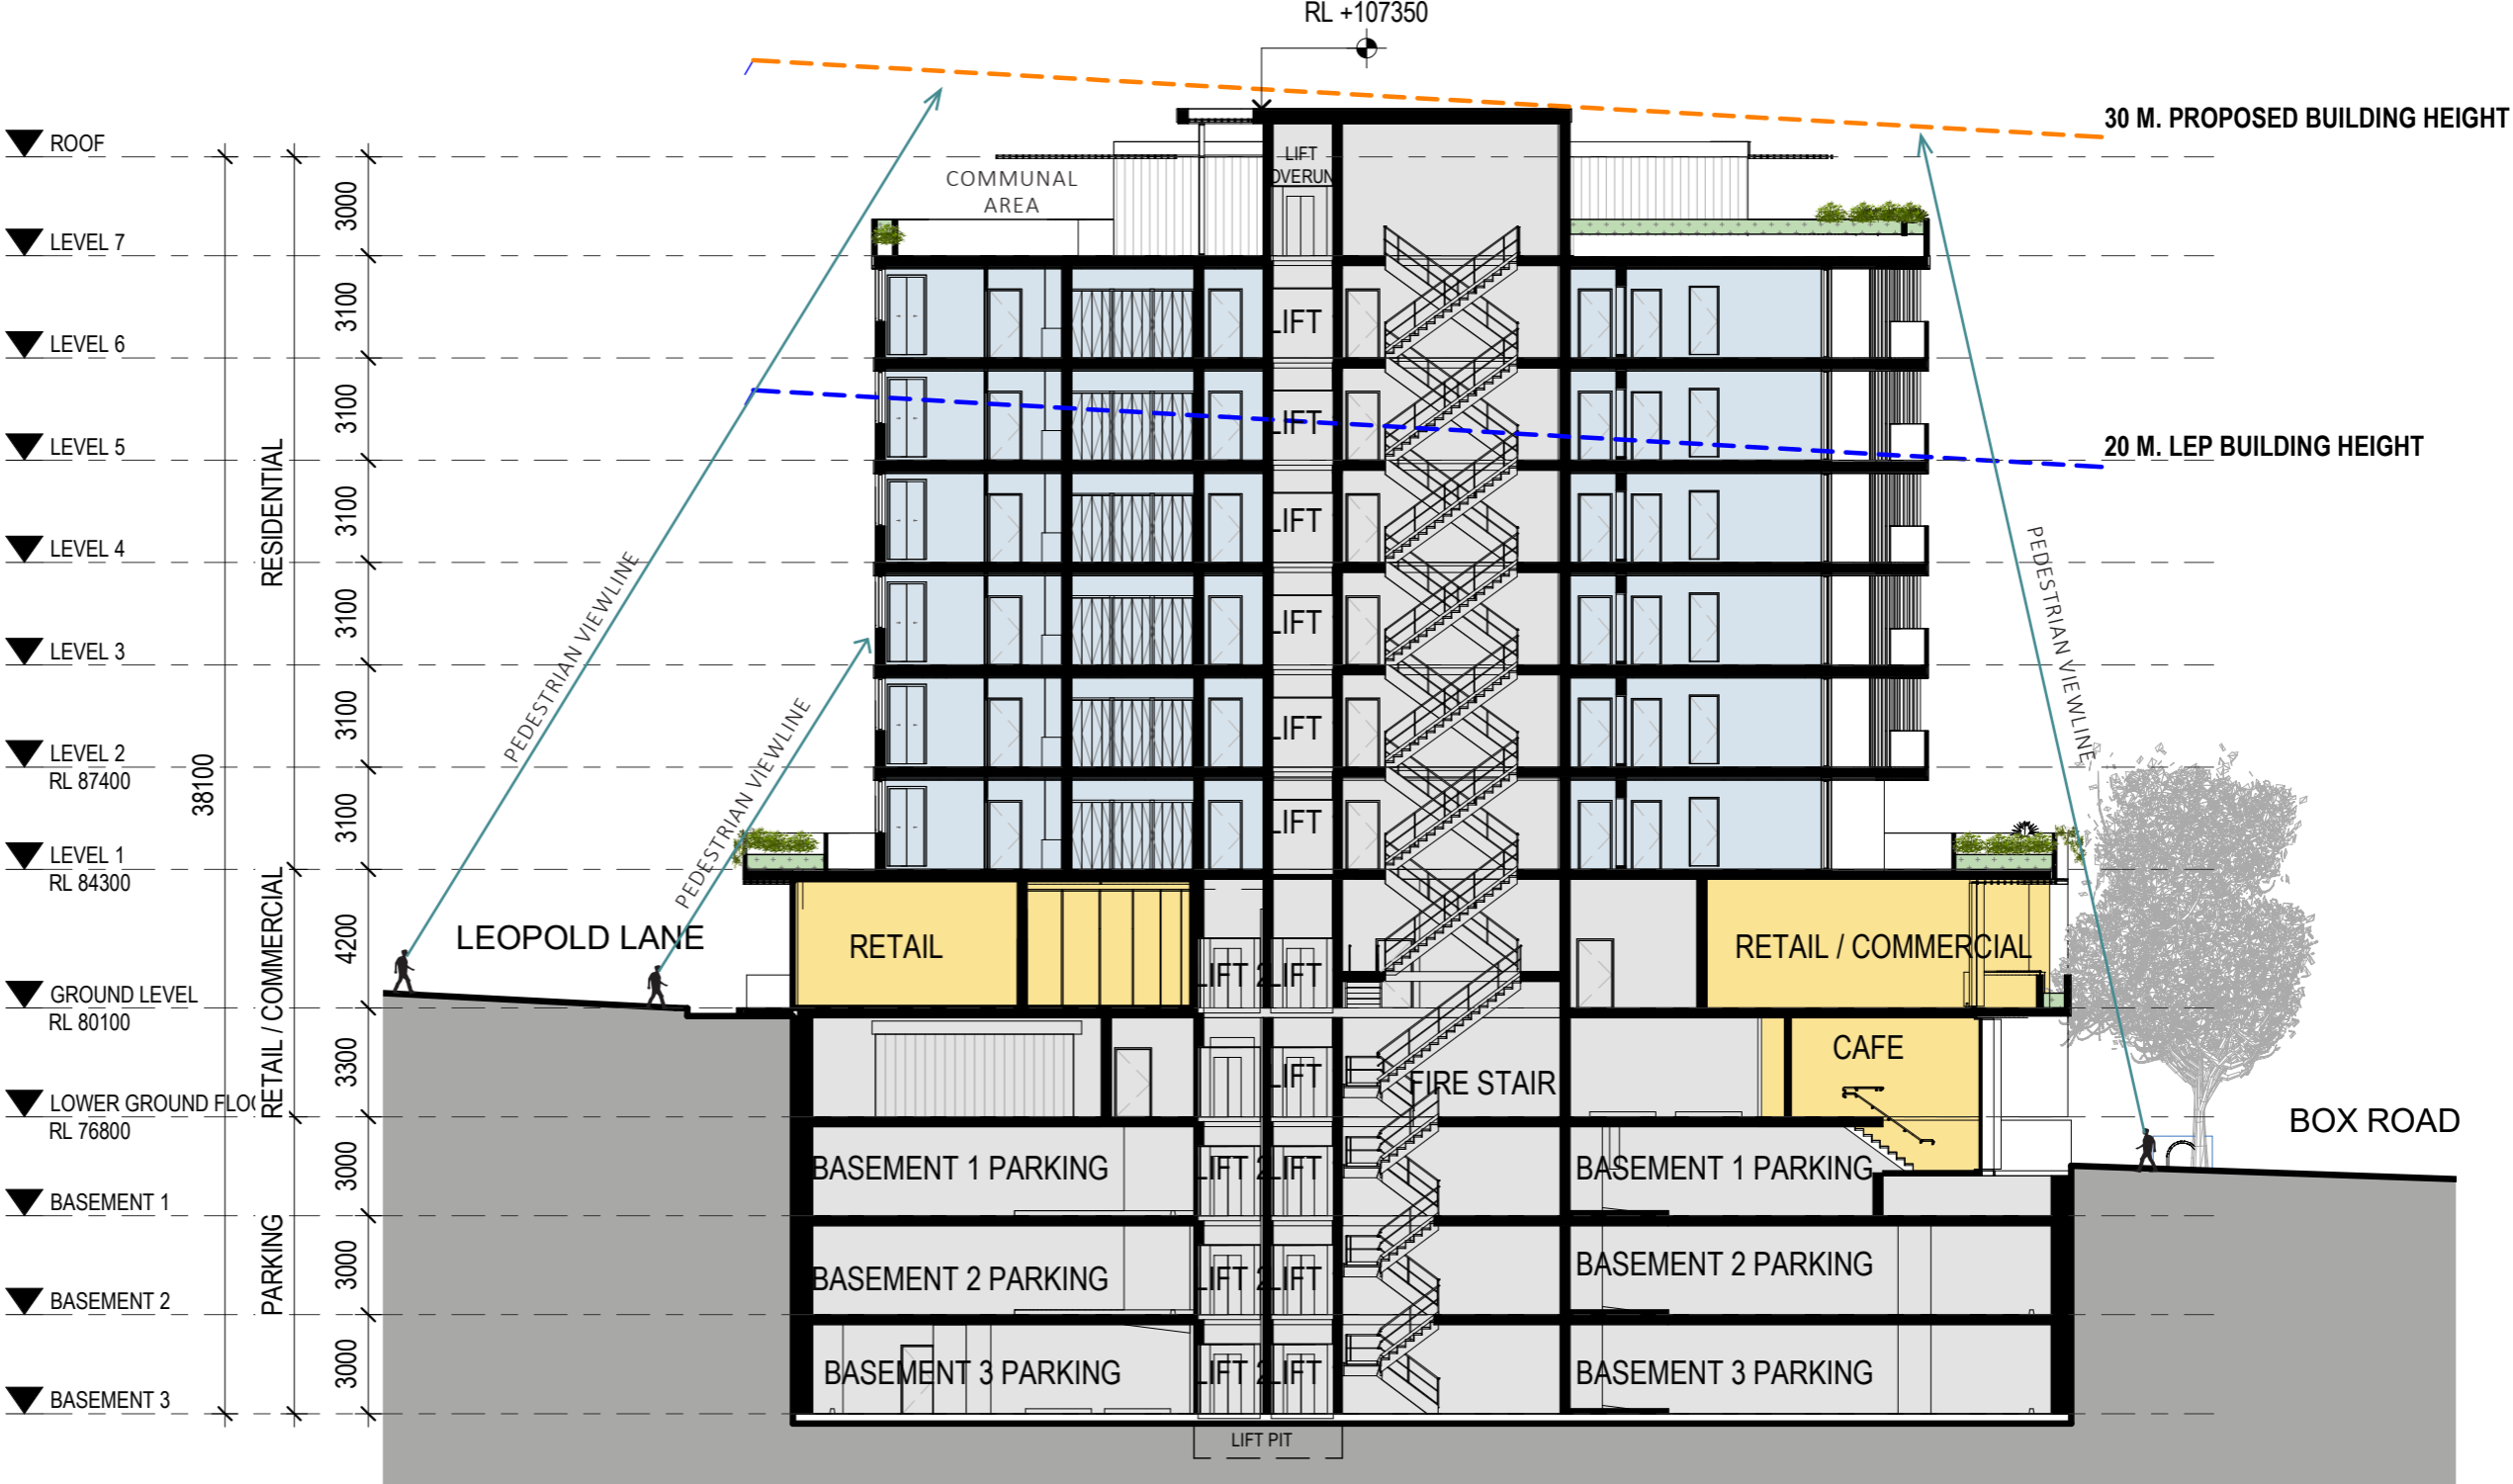 RL +107350
30 M. PROPOSED BUILDING HEIGHT
ROOF
LIFT
OVERUN
COMMUNAL
AREA
3000
LEVEL 7
3100
LIFT
LEVEL 6
3100
LIFT
LEVEL 5
20 M. LEP BUILDING HEIGHT
RESIDENTIAL
3100
LIFT
LEVEL 4
PEDESTRIAN VIEWLINE
PEDESTRIAN VIEWLINE
3100
LIFT
LEVEL 3
PEDESTRIAN VIEWLINE
3100
LIFT
LEVEL 2
RL 87400
38100
3100
LIFT
LEVEL 1
RL 84300
RETAIL / COMMERCIAL
4200
LEOPOLD LANE
RETAIL
RETAIL / COMMERCIAL
LIFT 2
LIFT
GROUND LEVEL
RL 80100
3300
CAFE
LIFT
FIRE STAIR
LOWER GROUND FLOO
RL 76800
BOX ROAD
3000
BASEMENT 1 PARKING
LIFT 2
LIFT
BASEMENT 1 PARKING
BASEMENT 1
PARKING
3000
BASEMENT 2 PARKING
LIFT 2
LIFT
BASEMENT 2 PARKING
BASEMENT 2
3000
BASEMENT 3 PARKING
LIFT 2
LIFT
BASEMENT 3 PARKING
BASEMENT 3
LIFT PIT